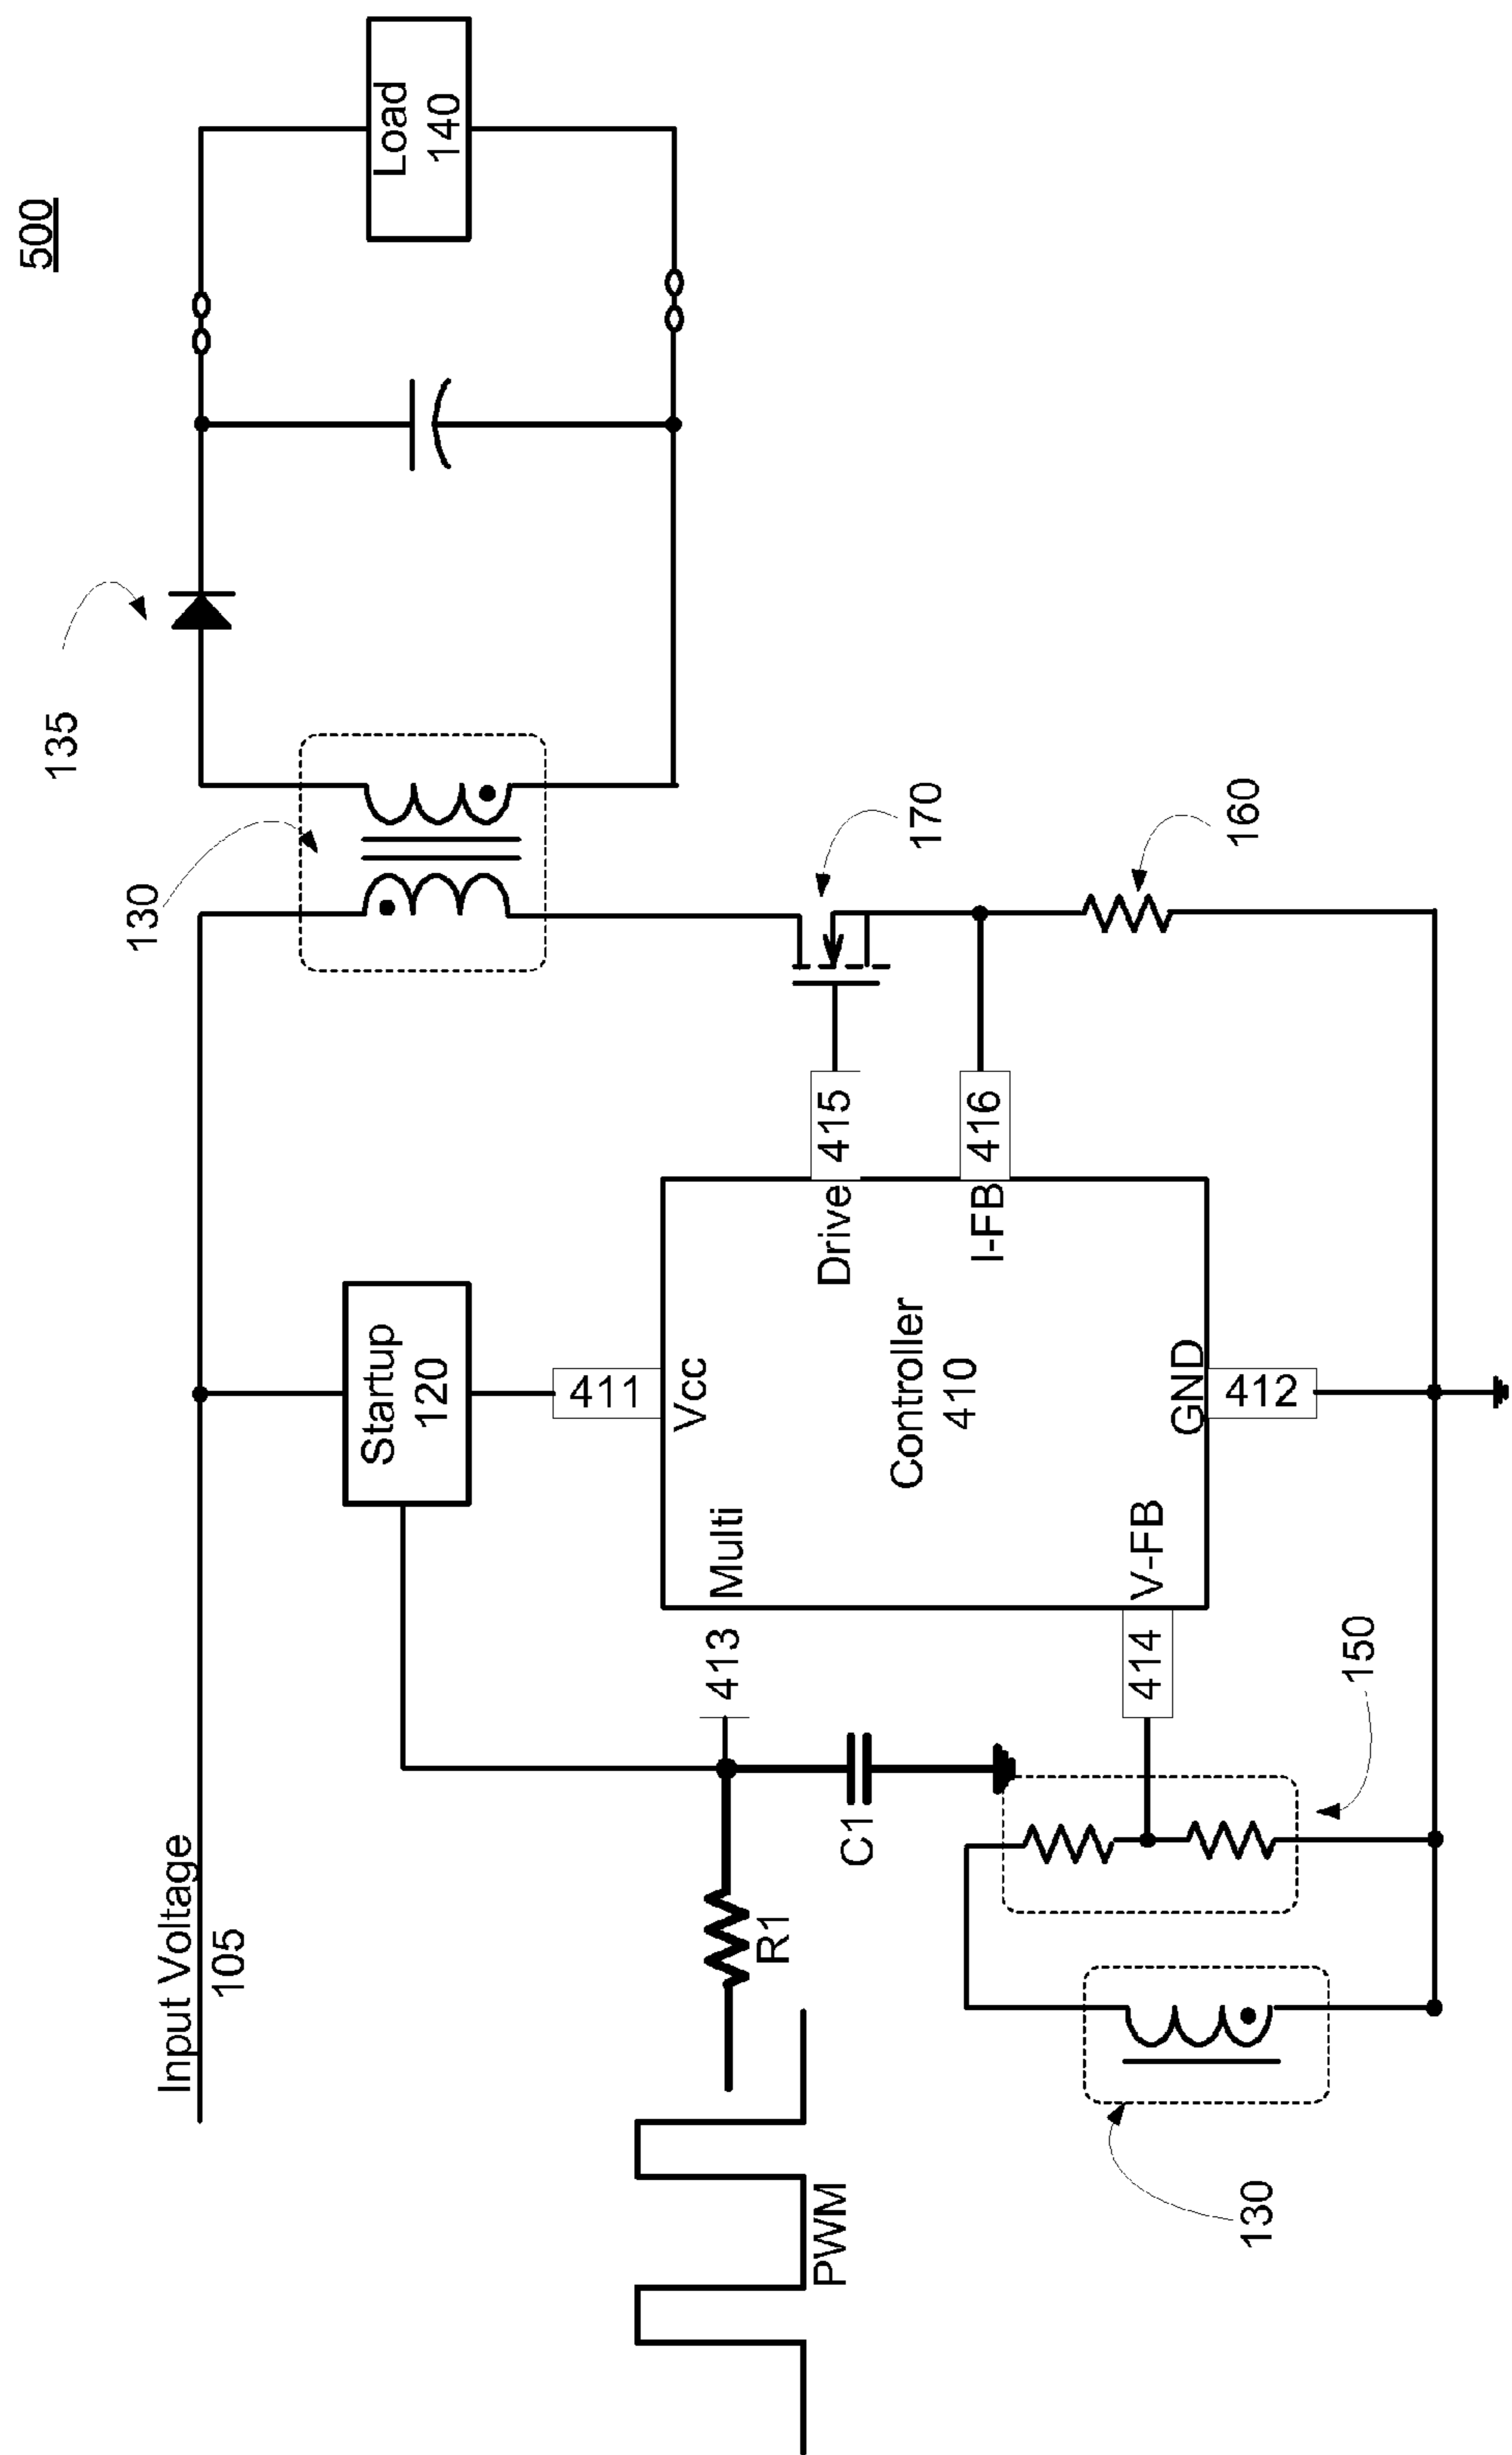 500
Input Voltage
105
Startup
120
130
135
Load
140
PWM
R1
C1
413
Multi
411
Vcc
Controller
410
Drive
415
I-FB
416
170
160
V-FB
414
GND
412
150
130